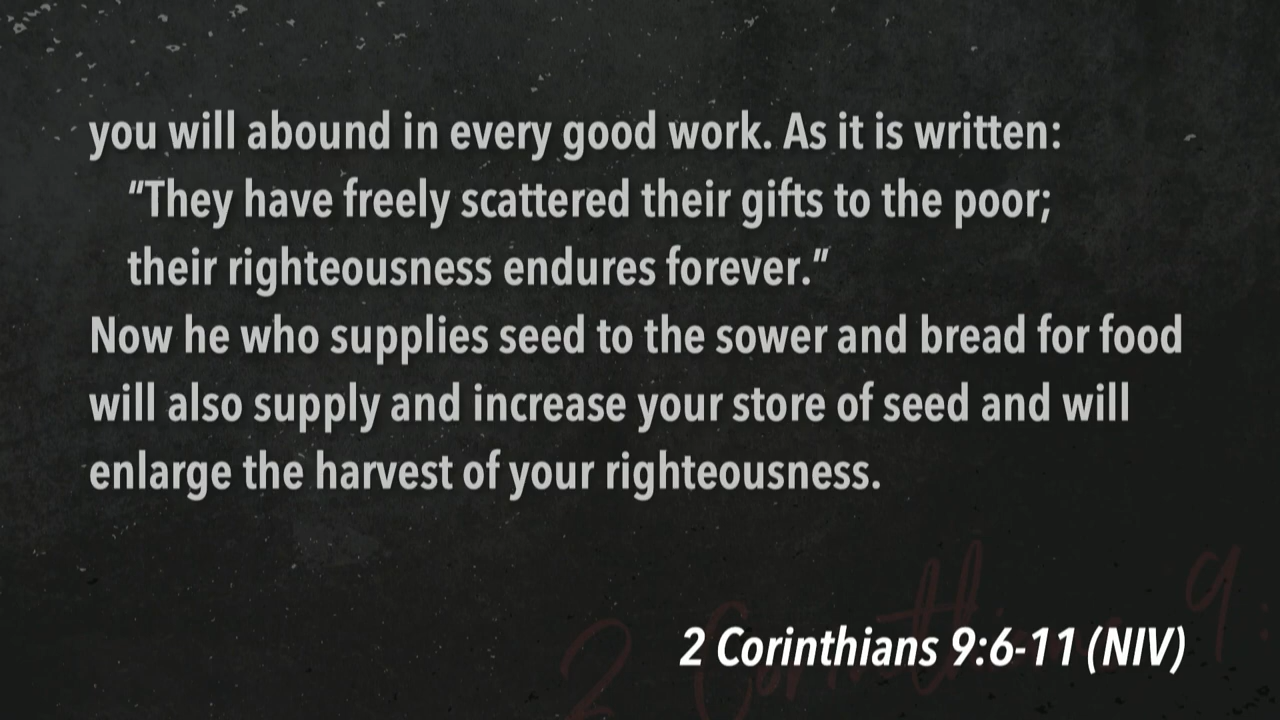 you will abound in every good work. As it is written:
“They have freely scattered their gifts to the poor;
their righteousness endures forever.”
Now he who supplies seed to the sower and bread for food
will also supply and increase your store of seed and will
enlarge the harvest of your righteousness.
2 Corinthians 9:6-11 (NIV)
2 Corinthians 9: